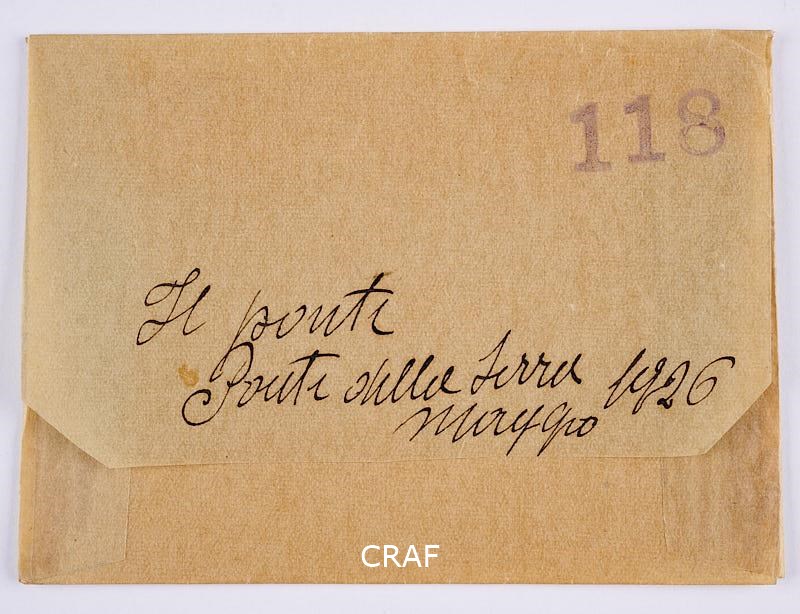 118
Il ponte
Ponte della Serra 1926
Maggio
CRAF